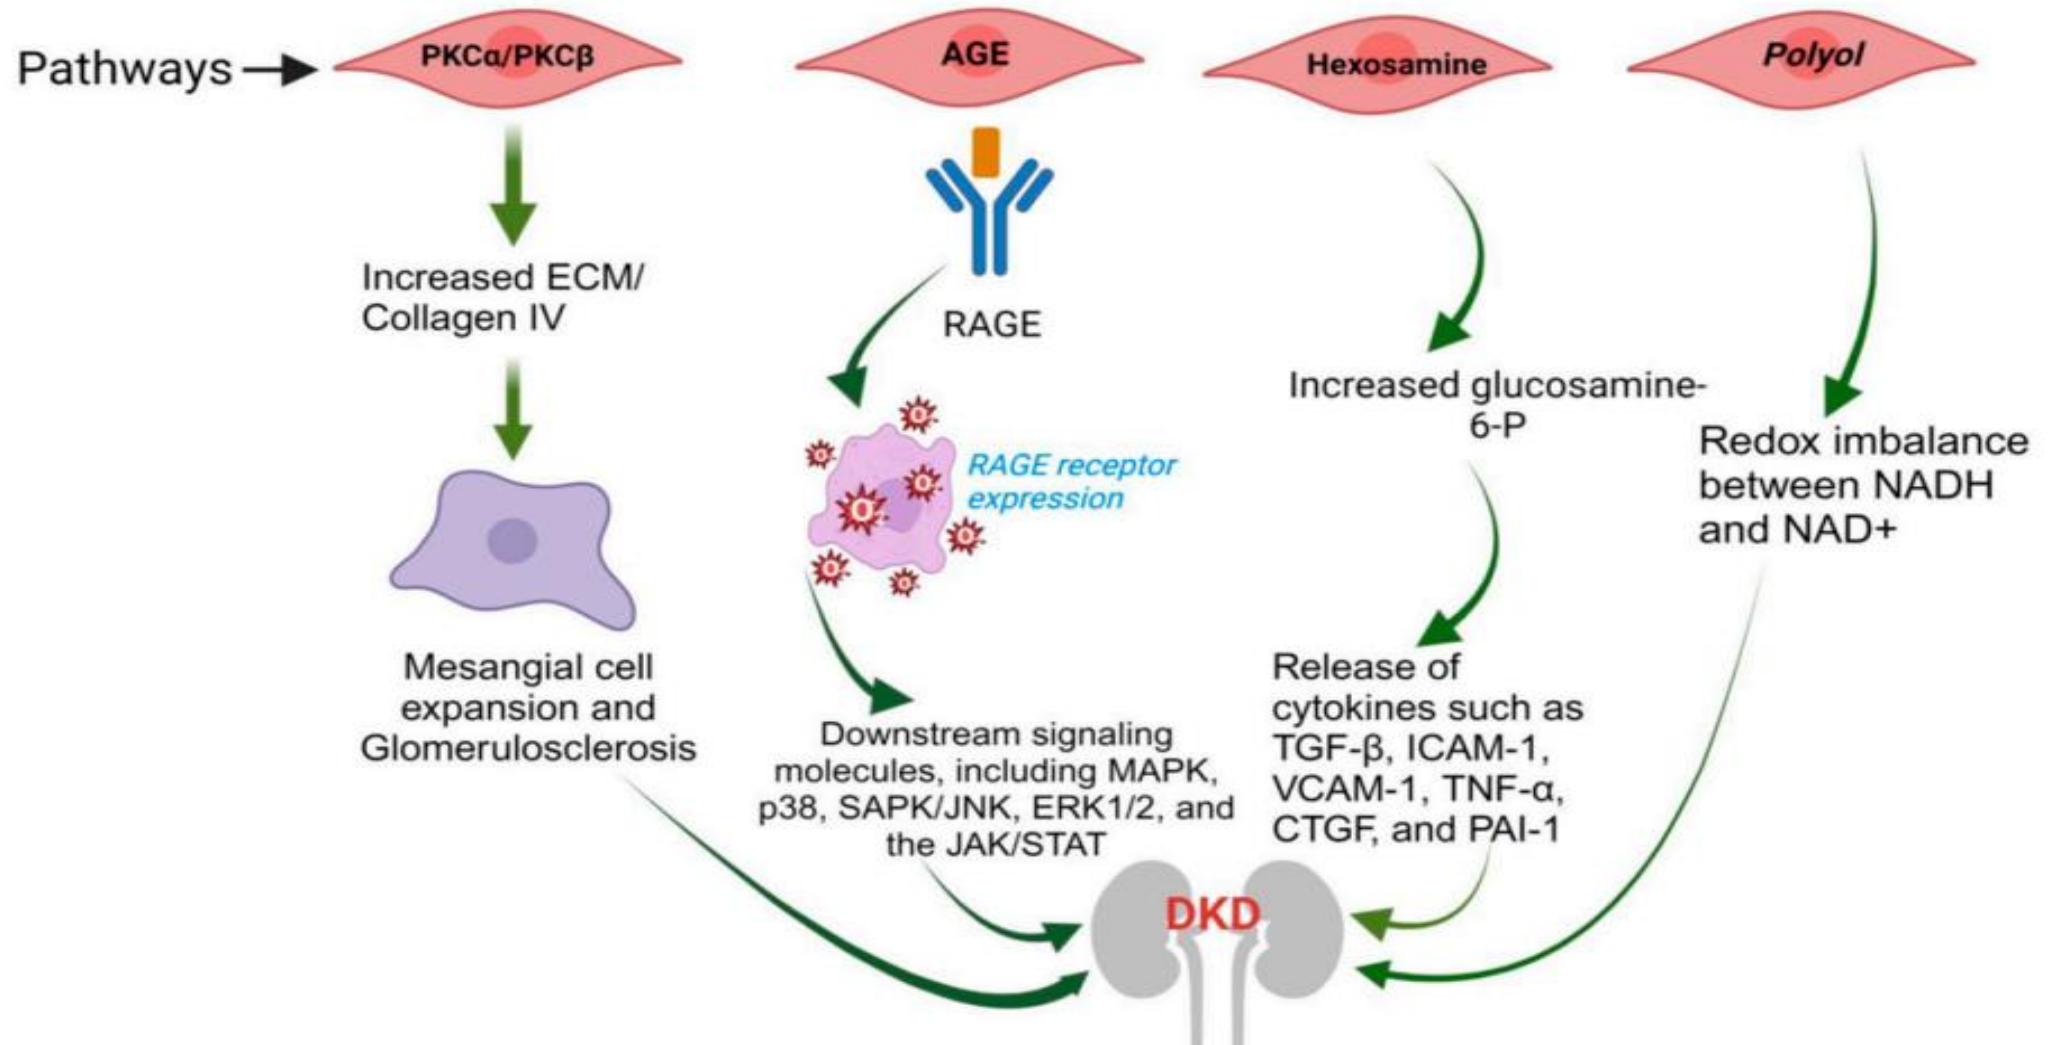 Pathways
PKCα/PKCβ
AGE
Hexosamine
Polyol
Increased ECM/
Collagen IV
Mesangial cell
expansion and
Glomerulosclerosis
RAGE
RAGE receptor
expression
Downstream signaling
molecules, including MAPK,
p38, SAPK/JNK, ERK1/2, and
the JAK/STAT
Increased glucosamine-
6-P
Release of
cytokines such as
TGF-β, ICAM-1,
VCAM-1, TNF-α,
CTGF, and PAI-1
Redox imbalance
between NADH
and NAD+
DKD